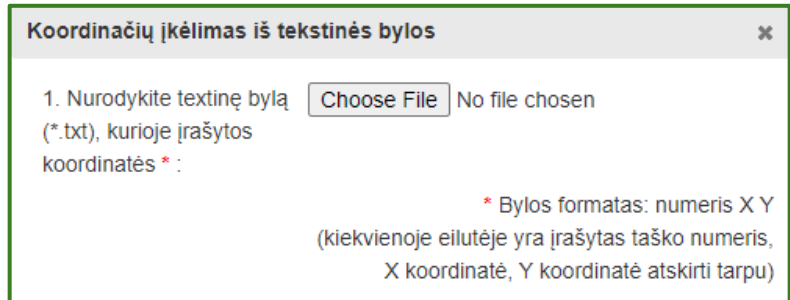 Koordinačių įkėlimas iš tekstinės bylos ×
1. Nurodykite textinę bylą Choose File No file chosen
(*.txt), kurioje įrašytos
koordinatės * :
* Bylos formatas: numeris X Y
(kiekvienoje eilutėje yra įrašytas taško numeris,
X koordinatė, Y koordinatė atskirti tarpu)